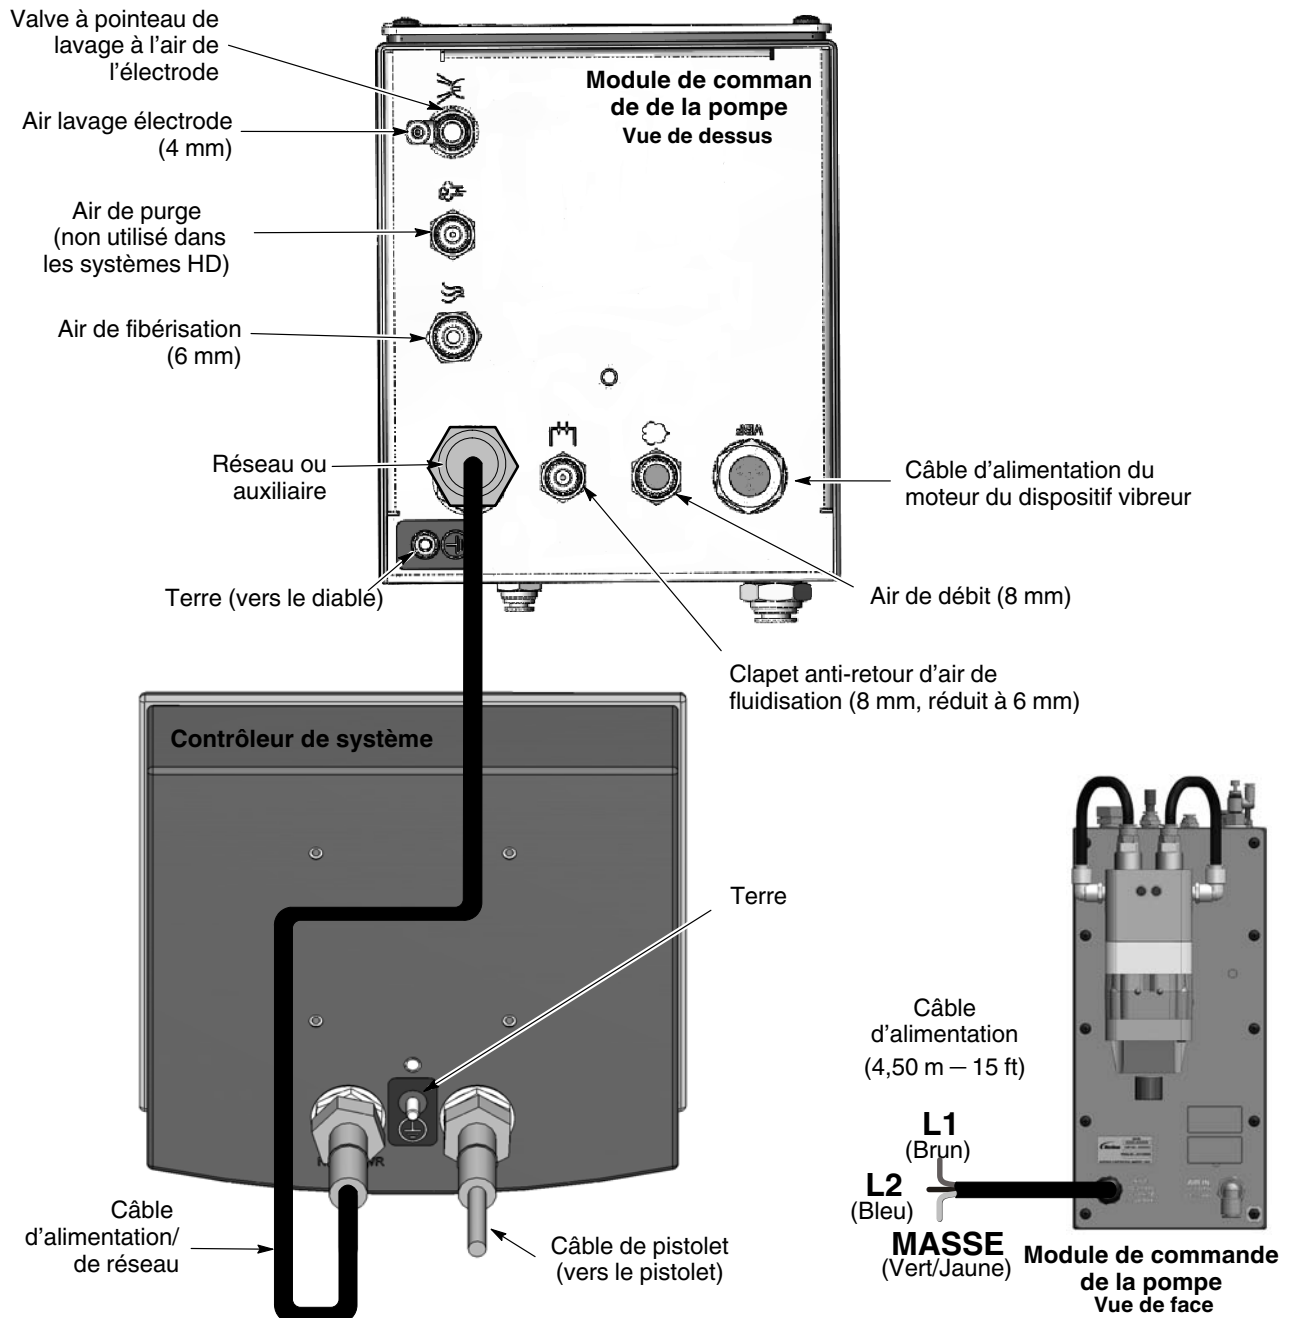 Valve à pointeau de
lavage à l'air de
l'électrode
Module de comman
de de la pompe
Vue de dessus
Air lavage électrode
(4 mm)
Air de purge
(non utilisé dans
les systèmes HD)
Air de fibérisation
(6 mm)
VBF
Réseau ou
auxiliaire
Câble d'alimentation du
moteur du dispositif vibreur
Terre (vers le diable)
Air de débit (8 mm)
Clapet anti-retour d'air de
fluidisation (8 mm, réduit à 6 mm)
Contrôleur de système
Terre
Câble
d'alimentation
(4,50 m — 15 ft)
L1
(Brun)
L2
(Bleu)
MASSE
(Vert/Jaune)
AIR IN
Câble
d'alimentation/
de réseau
Câble de pistolet
(vers le pistolet)
Module de commande
de la pompe
Vue de face